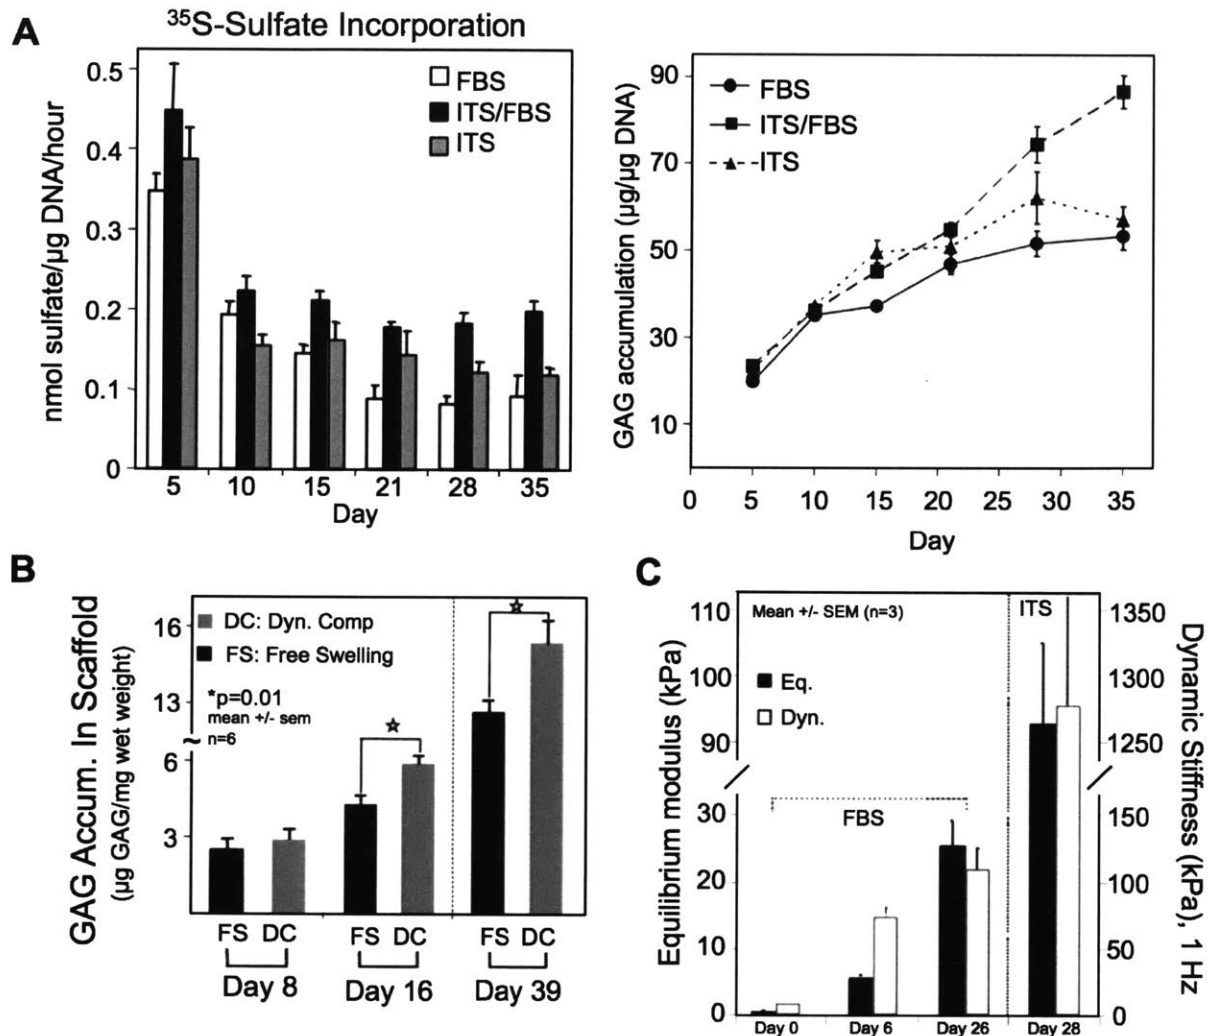 A
³⁵S-Sulfate Incorporation
nmol sulfate/µg DNA/hour
0.5
0.4
0.3
0.2
0.1
0
FBS
ITS/FBS
ITS
5 10 15 21 28 35
Day
GAG accumulation (µg/µg DNA)
90
70
50
30
10
FBS
ITS/FBS
ITS
0 5 10 15 20 25 30 35
Day
B
GAG Accum. In Scaffold
(µg GAG/mg wet weight)
16
13
~
6
3
DC: Dyn. Comp
FS: Free Swelling
*p=0.01
mean +/- sem
n=6
☆
☆
FS DC FS DC FS DC
Day 8 Day 16 Day 39
C
Equilibrium modulus (kPa)
110
100
90
30
20
10
0
Mean +/- SEM (n=3)
Eq.
Dyn.
FBS
ITS
1350
1300
1250
150
100
50
0
Dynamic Stiffness (kPa), 1 Hz
Day 0 Day 6 Day 26 Day 28